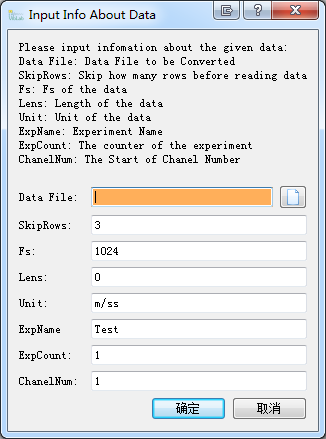 Input Info About Data
Please input infomation about the given data:
Data File: Data File to be Converted
SkipRows: Skip how many rows before reading data
Fs: Fs of the data
Lens: Length of the data
Unit: Unit of the data
ExpName: Experiment Name
ExpCount: The counter of the experiment
ChanelNum: The Start of Chanel Number
Data File:
SkipRows: 3
Fs: 1024
Lens: 0
Unit: m/ss
ExpName Test
ExpCount: 1
ChanelNum: 1
确定 取消